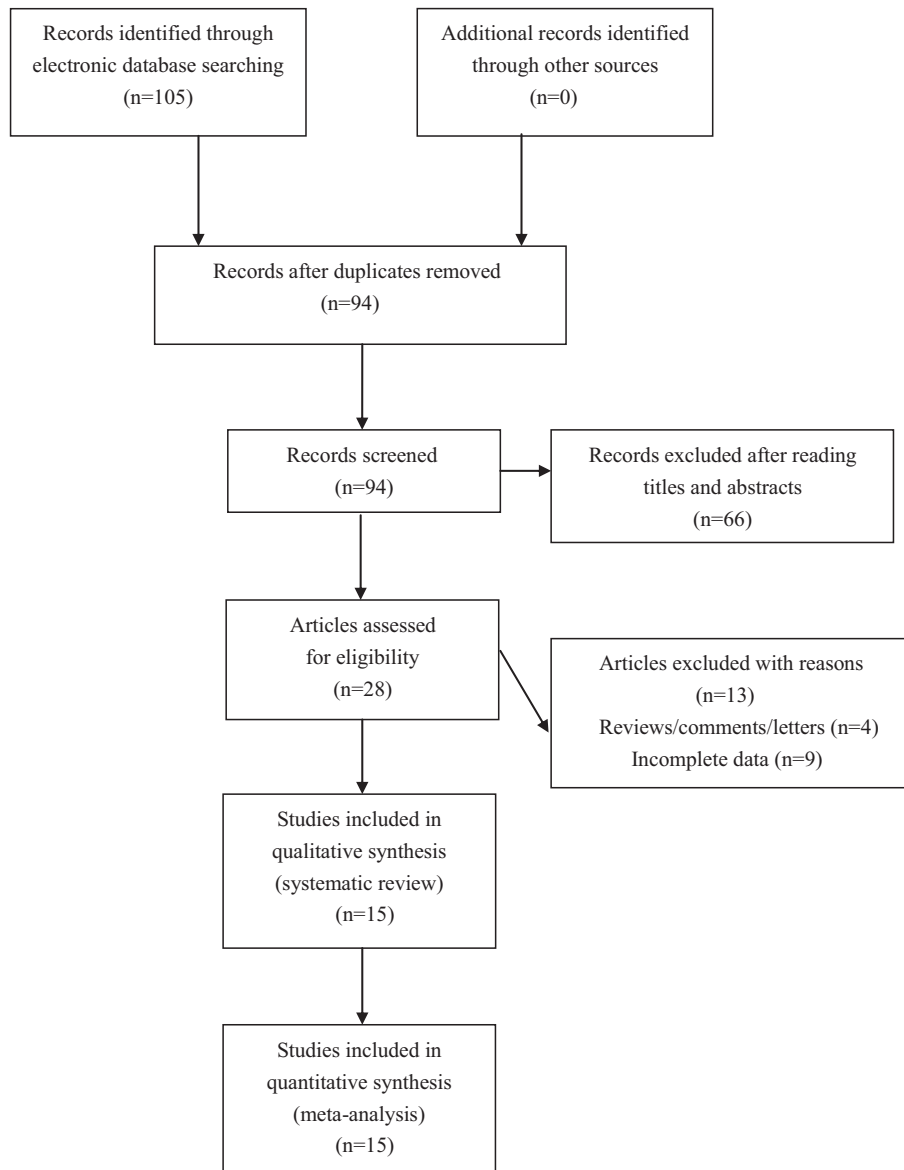 Records identified through
electronic database searching
(n=105)
Additional records identified
through other sources
(n=0)
Records after duplicates removed
(n=94)
Records screened
(n=94)
Records excluded after reading
titles and abstracts
(n=66)
Articles assessed
for eligibility
(n=28)
Articles excluded with reasons
(n=13)
Reviews/comments/letters (n=4)
Incomplete data (n=9)
Studies included in
qualitative synthesis
(systematic review)
(n=15)
Studies included in
quantitative synthesis
(meta-analysis)
(n=15)